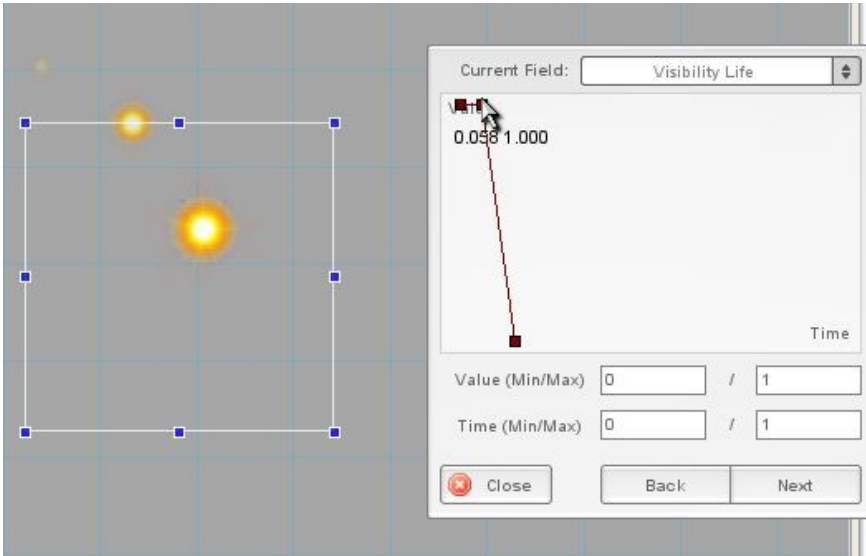 Current Field: Visibility Life
0.058 1.000
Time
Value (Min/Max) 0 / 1
Time (Min/Max) 0 / 1
Close Back Next